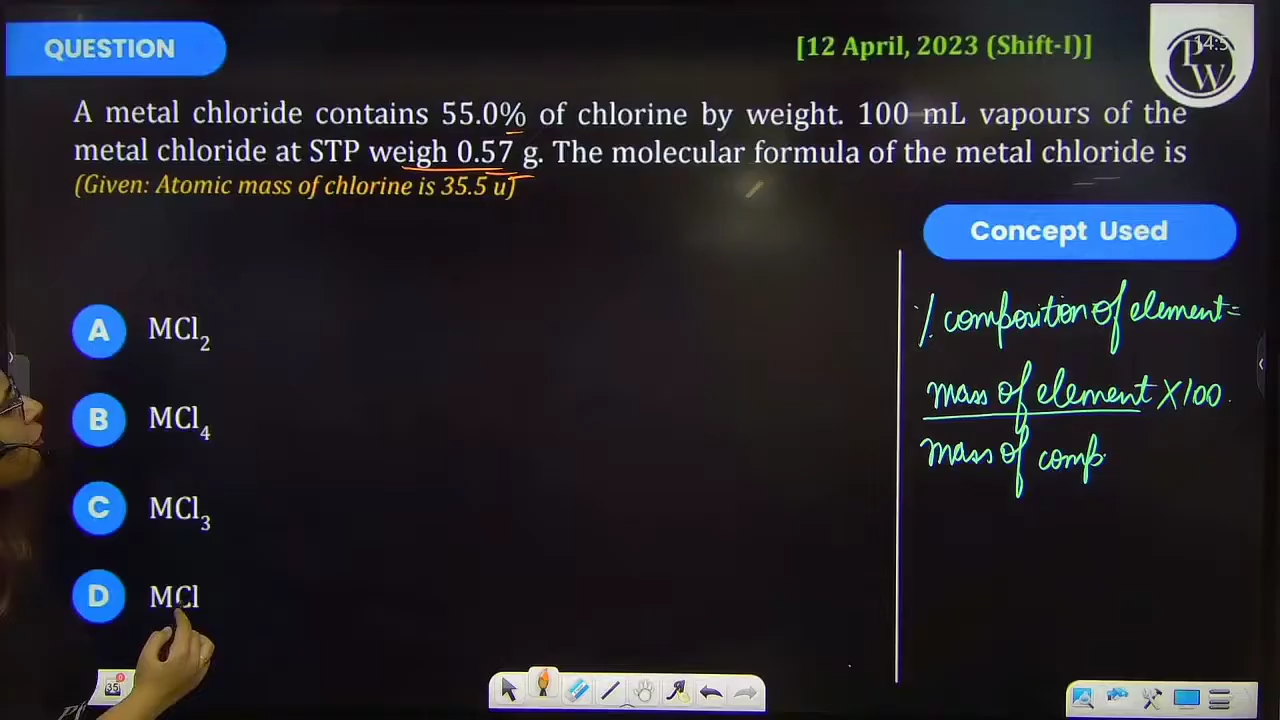 QUESTION
[12 April, 2023 (Shift-I)]
PW
A metal chloride contains 55.0% of chlorine by weight. 100 mL vapours of the
metal chloride at STP weigh 0.57 g. The molecular formula of the metal chloride is
(Given: Atomic mass of chlorine is 35.5 u)
Concept Used
% composition of element =
mass of element × 100
mass of comp.
A MCl₂
B MCl₄
C MCl₃
D MCl
35